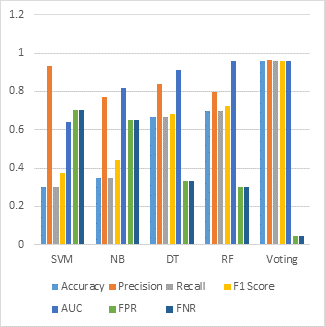 1.2
1
0.8
0.6
0.4
0.2
0
SVM NB DT RF Voting
Accuracy Precision Recall F1 Score
AUC FPR FNR